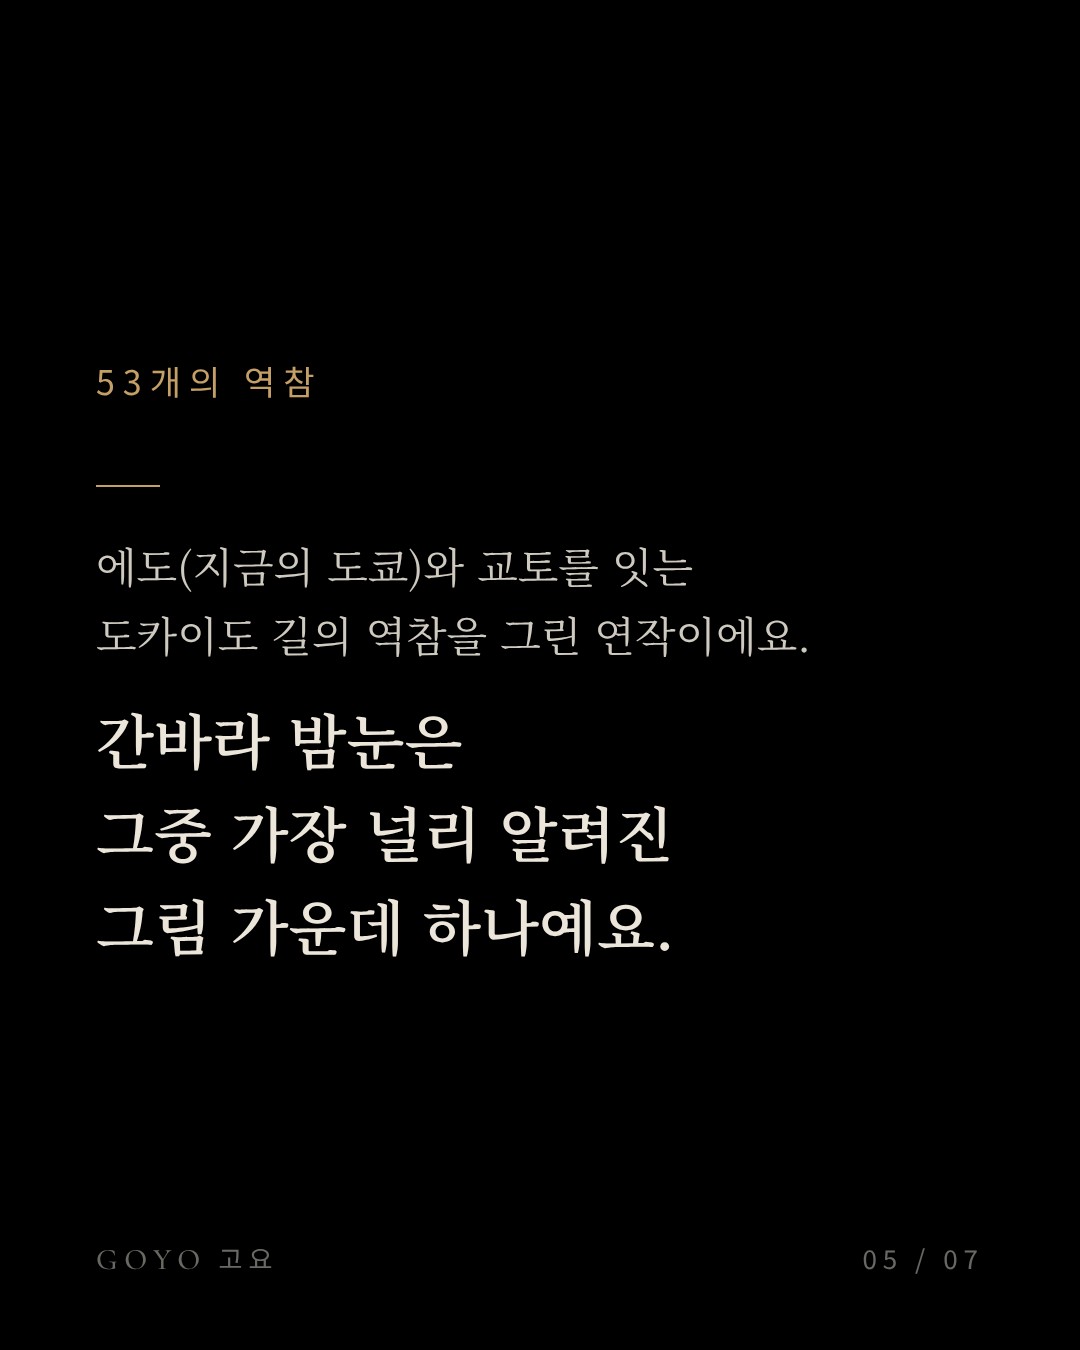 53개의 역참
에도(지금의 도쿄)와 교토를 잇는
도카이도 길의 역참을 그린 연작이에요.
간바라 밤눈은
그중 가장 널리 알려진
그림 가운데 하나예요.
GOYO 고요
05 / 07